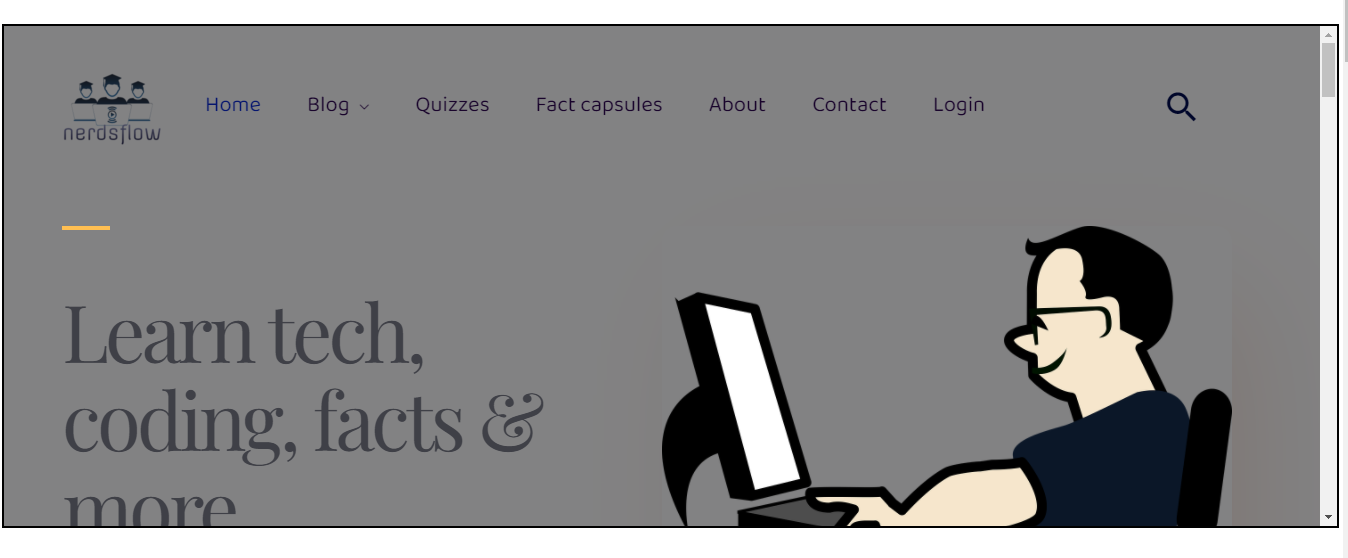 nerdsflow
Home Blog Quizzes Fact capsules About Contact Login
Learn tech,
coding, facts &
more